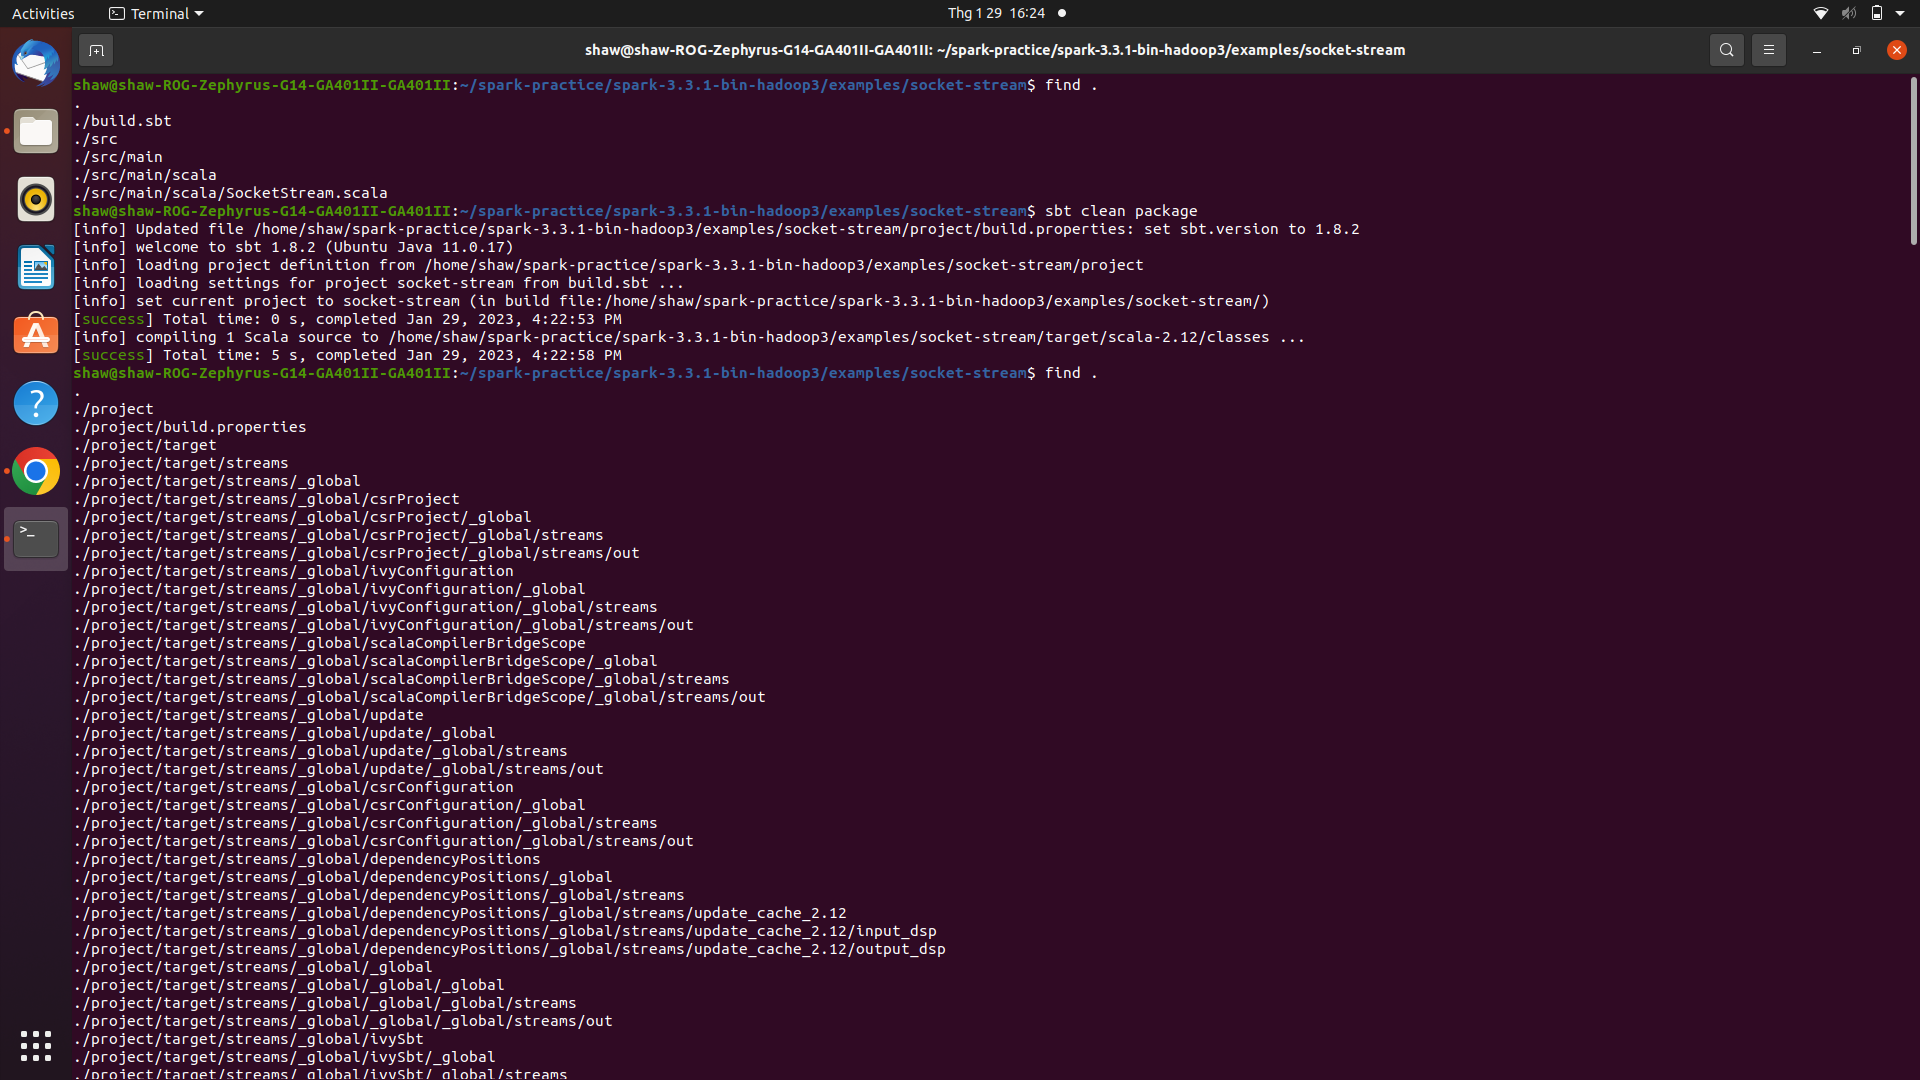 Activities
Terminal
Thg 1 29 16:24
shaw@shaw-ROG-Zephyrus-G14-GA401II-GA401II: ~/spark-practice/spark-3.3.1-bin-hadoop3/examples/socket-stream
shaw@shaw-ROG-Zephyrus-G14-GA401II-GA401II:~/spark-practice/spark-3.3.1-bin-hadoop3/examples/socket-stream$ find .
.
./build.sbt
./src
./src/main
./src/main/scala
./src/main/scala/SocketStream.scala
shaw@shaw-ROG-Zephyrus-G14-GA401II-GA401II:~/spark-practice/spark-3.3.1-bin-hadoop3/examples/socket-stream$ sbt clean package
[info] Updated file /home/shaw/spark-practice/spark-3.3.1-bin-hadoop3/examples/socket-stream/project/build.properties: set sbt.version to 1.8.2
[info] welcome to sbt 1.8.2 (Ubuntu Java 11.0.17)
[info] loading project definition from /home/shaw/spark-practice/spark-3.3.1-bin-hadoop3/examples/socket-stream/project
[info] loading settings for project socket-stream from build.sbt ...
[info] set current project to socket-stream (in build file:/home/shaw/spark-practice/spark-3.3.1-bin-hadoop3/examples/socket-stream/)
[success] Total time: 0 s, completed Jan 29, 2023, 4:22:53 PM
[info] compiling 1 Scala source to /home/shaw/spark-practice/spark-3.3.1-bin-hadoop3/examples/socket-stream/target/scala-2.12/classes ...
[success] Total time: 5 s, completed Jan 29, 2023, 4:22:58 PM
shaw@shaw-ROG-Zephyrus-G14-GA401II-GA401II:~/spark-practice/spark-3.3.1-bin-hadoop3/examples/socket-stream$ find .
.
./project
./project/build.properties
./project/target
./project/target/streams
./project/target/streams/_global
./project/target/streams/_global/csrProject
./project/target/streams/_global/csrProject/_global
./project/target/streams/_global/csrProject/_global/streams
./project/target/streams/_global/csrProject/_global/streams/out
./project/target/streams/_global/ivyConfiguration
./project/target/streams/_global/ivyConfiguration/_global
./project/target/streams/_global/ivyConfiguration/_global/streams
./project/target/streams/_global/ivyConfiguration/_global/streams/out
./project/target/streams/_global/scalaCompilerBridgeScope
./project/target/streams/_global/scalaCompilerBridgeScope/_global
./project/target/streams/_global/scalaCompilerBridgeScope/_global/streams
./project/target/streams/_global/scalaCompilerBridgeScope/_global/streams/out
./project/target/streams/_global/update
./project/target/streams/_global/update/_global
./project/target/streams/_global/update/_global/streams
./project/target/streams/_global/update/_global/streams/out
./project/target/streams/_global/csrConfiguration
./project/target/streams/_global/csrConfiguration/_global
./project/target/streams/_global/csrConfiguration/_global/streams
./project/target/streams/_global/csrConfiguration/_global/streams/out
./project/target/streams/_global/dependencyPositions
./project/target/streams/_global/dependencyPositions/_global
./project/target/streams/_global/dependencyPositions/_global/streams
./project/target/streams/_global/dependencyPositions/_global/streams/update_cache_2.12
./project/target/streams/_global/dependencyPositions/_global/streams/update_cache_2.12/input_dsp
./project/target/streams/_global/dependencyPositions/_global/streams/update_cache_2.12/output_dsp
./project/target/streams/_global/_global
./project/target/streams/_global/_global/_global
./project/target/streams/_global/_global/_global/streams
./project/target/streams/_global/_global/_global/streams/out
./project/target/streams/_global/ivySbt
./project/target/streams/_global/ivySbt/_global
./project/target/streams/_global/ivySbt/_global/streams